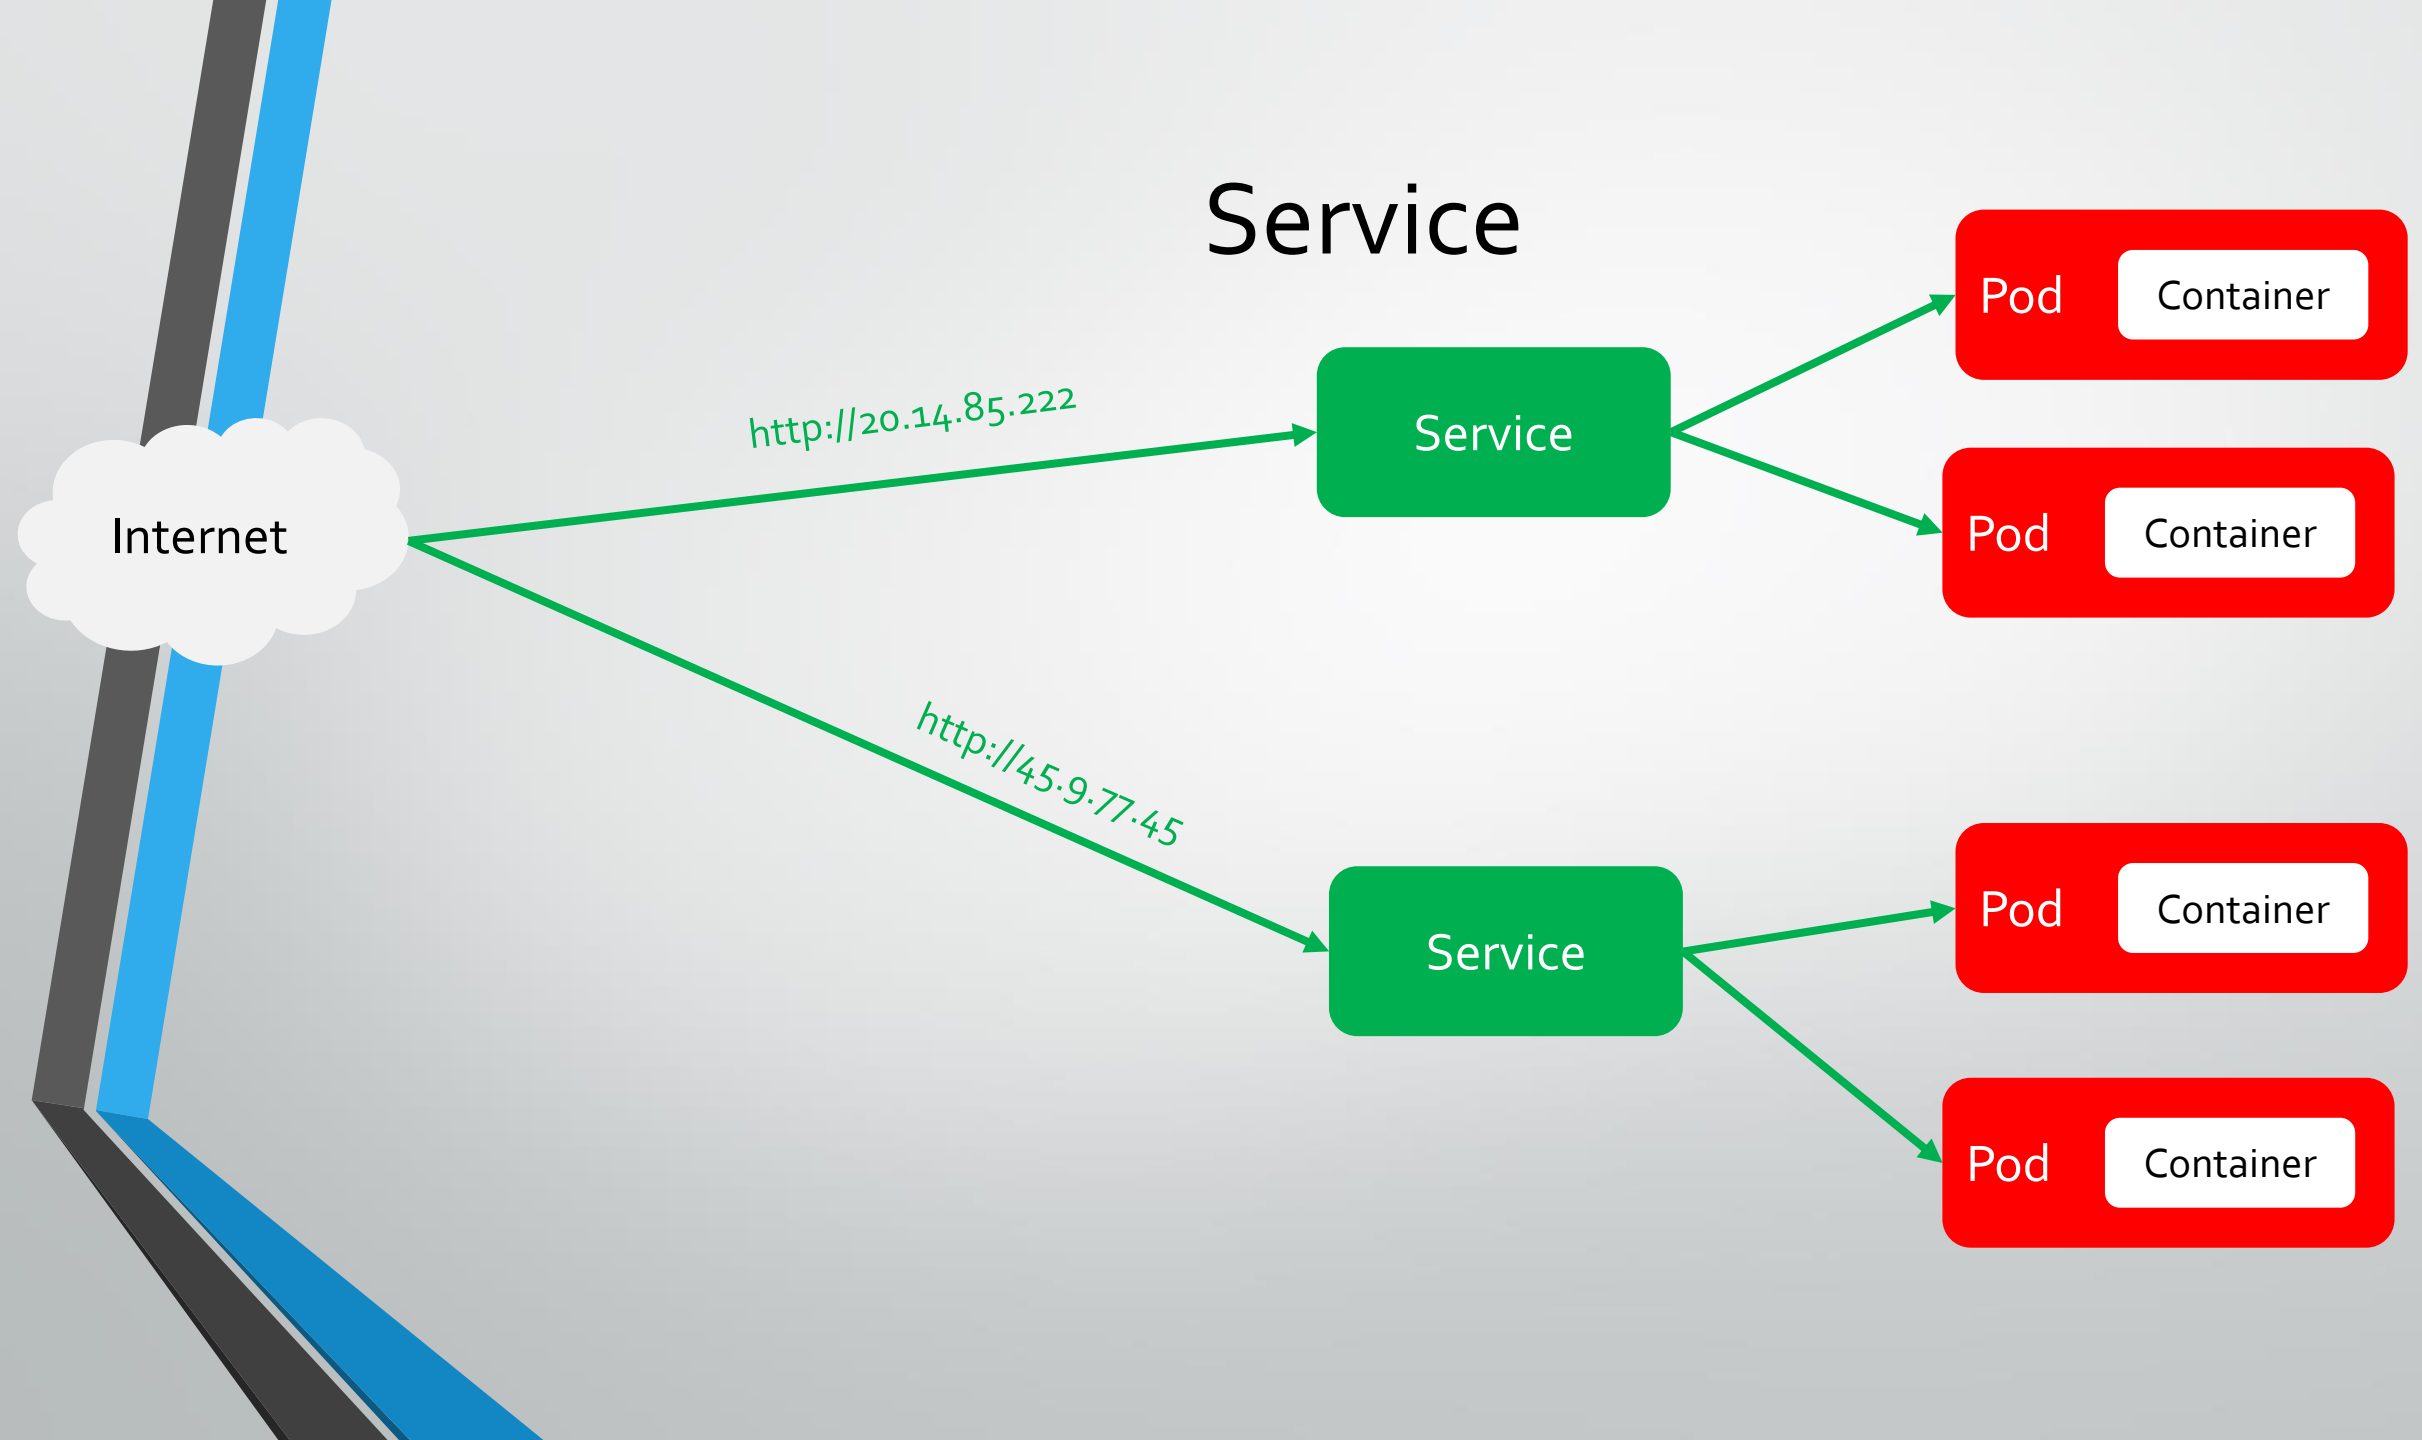 Service
Internet
http://20.14.85.222
Service
Pod
Container
Pod
Container
http://45.9.77.45
Service
Pod
Container
Pod
Container